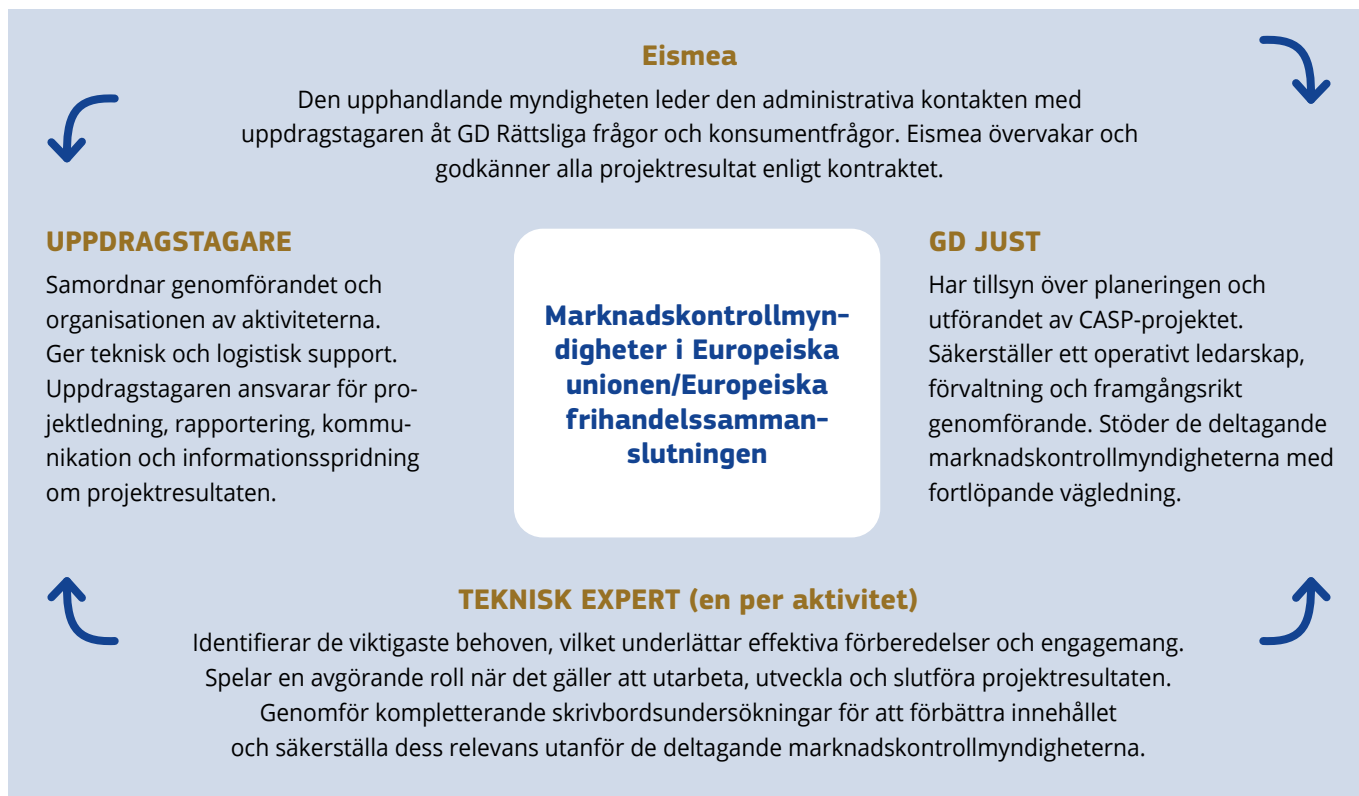 Eismea
Den upphandlande myndigheten leder den administrativa kontakten med
uppdragstagaren åt GD Rättsliga frågor och konsumentfrågor. Eismea övervakar och
godkänner alla projektresultat enligt kontraktet.
UPPDRAGSTAGARE
Samordnar genomförandet och
organisationen av aktiviteterna.
Ger teknisk och logistisk support.
Uppdragstagaren ansvarar för pro-
jektledning, rapportering, kommu-
nikation och informationsspridning
om projektresultaten.
Marknadskontrollmyn-
digheter i Europeiska
unionen/Europeiska
frihandelssamman-
slutningen
GD JUST
Har tillsyn över planeringen och
utförandet av CASP-projektet.
Säkerställer ett operativt ledarskap,
förvaltning och framgångsrikt
genomförande. Stöder de deltagande
marknadskontrollmyndigheterna med
fortlöpande vägledning.
TEKNISK EXPERT (en per aktivitet)
Identifierar de viktigaste behoven, vilket underlättar effektiva förberedelser och engagemang.
Spelar en avgörande roll när det gäller att utarbeta, utveckla och slutföra projektresultaten.
Genomför kompletterande skrivbordsundersökningar för att förbättra innehållet
och säkerställa dess relevans utanför de deltagande marknadskontrollmyndigheterna.